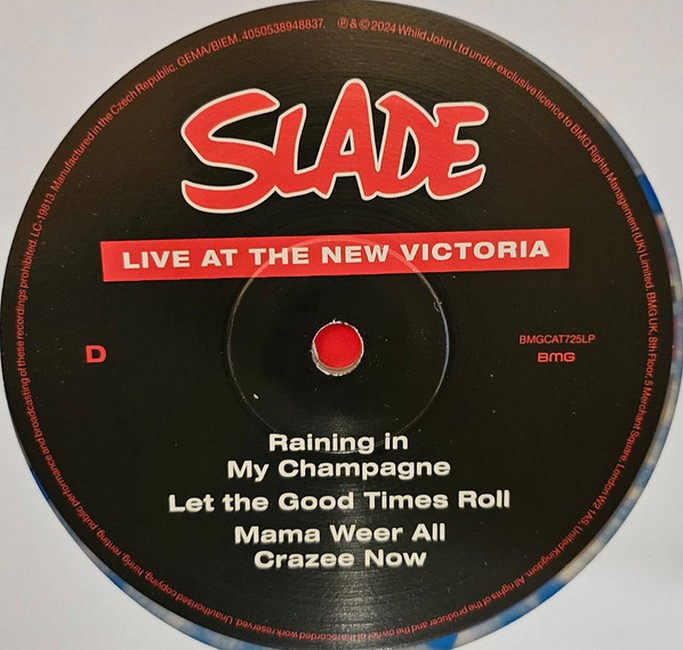 Unauthorised copying, hiring, renting, public performance and broadcasting of these recordings prohibited. LC-19813. Manufactured in the Czech Republic. GEMA/BIEM. 4050538948837. ℗ & © 2024 Whild John Ltd under exclusive licence to BMG Rights Management (UK) Limited. BMG UK, 8th Floor, 5 Merchant Square, London W2 1AS, United Kingdom. All rights of the producer and the owner of the recorded work reserved.
SLADE
LIVE AT THE NEW VICTORIA
D
BMGCAT725LP
BMG
Raining in
My Champagne
Let the Good Times Roll
Mama Weer All
Crazee Now